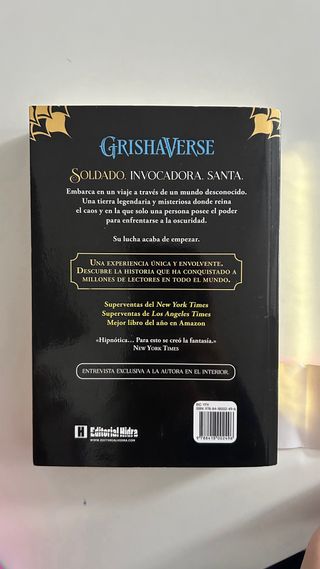 GRISHAVERSE
SOLDADO. INVOCADORA. SANTA.
Embarca en un viaje a través de un mundo desconocido.
Una tierra legendaria y misteriosa donde reina
el caos y en la que solo una persona posee el poder
para enfrentarse a la oscuridad.
Su lucha acaba de empezar.
UNA EXPERIENCIA ÚNICA Y ENVOLVENTE.
DESCUBRE LA HISTORIA QUE HA CONQUISTADO A
MILLONES DE LECTORES EN TODO EL MUNDO.
Superventas del New York Times
Superventas de Los Angeles Times
Mejor libro del año en Amazon
«Hipnótica... Para esto se creó la fantasía.»
NEW YORK TIMES
ENTREVISTA EXCLUSIVA A LA AUTORA EN EL INTERIOR.
H Editorial Hidra
WWW.EDITORIALHIDRA.COM